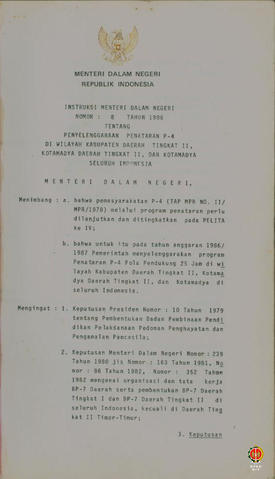 MENTERI DALAM NEGERI
REPUBLIK INDONESIA
INSTRUKSI MENTERI DALAM NEGERI
NOMOR : 8 TAHUN 1986
TENTANG
PENYELENGGARAAN PENATARAN P-4
DI WILAYAH KABUPATEN DAERAH TINGKAT II,
KOTAMADYA DAERAH TINGKAT II, DAN KOTAMADYA
SELURUH INDONESIA
MENTERI DALAM NEGERI,
Menimbang : a. bahwa pemasyarakatan P-4 (TAP MPR NO. II/
MPR/1978) melalui program penataran perlu
dilanjutkan dan ditingkatkan pada PELITA
ke IV;
b. bahwa untuk itu pada tahun anggaran 1986/
1987 Pemerintah menyelenggarakan program
Penataran P-4 Pola Pendukung 25 Jam di wi
layah Kabupaten Daerah Tingkat II, Kotama
dya Daerah Tingkat II, dan Kotamadya di
seluruh Indonesia.
Mengingat : 1. Keputusan Presiden Nomor : 10 Tahun 1979
tentang Pembentukan Badan Pembinaan Pendi
dikan Pelaksanaan Pedoman Penghayatan dan
Pengamalan Pancasila;
2. Keputusan Menteri Dalam Negeri Nomor : 239
Tahun 1980 jis Nomor : 163 Tahun 1981, No
mor : 86 Tahun 1982, Nomor : 352 Tahun
1982 mengenai organisasi dan tata kerja
BP-7 Daerah serta pembentukan BP-7 Daerah
Tingkat I dan BP-7 Daerah Tingkat II di
seluruh Indonesia, kecuali di Daerah Ting
kat II Timor-Timur;
3. Keputusan